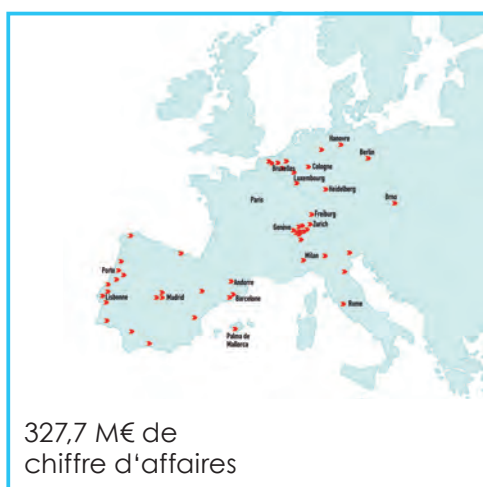 Hanovre
Berlin
Bruxelles
Cologne
Luxembourg
Heidelberg
Paris
Brno
Freiburg
Genève Zurich
Milan
Porto
Andorre
Lisbonne Madrid Barcelone
Rome
Palma de
Mallorca
327,7 M€ de
chiffre d'affaires